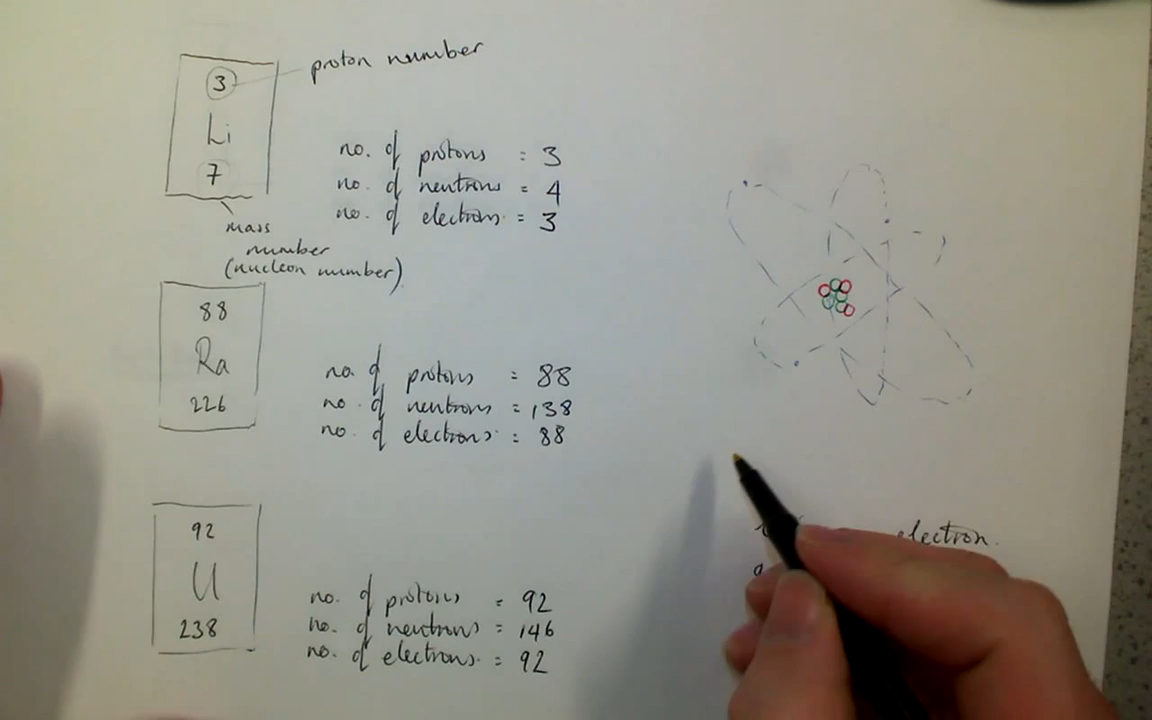 3
proton number
Li
7
mass
number
(nucleon number)
no. of protons : 3
no. of neutrons = 4
no. of electrons = 3
88
Ra
226
no. of protons = 88
no. of neutrons = 138
no. of electrons = 88
92
U
238
no. of protons = 92
no. of neutrons = 146
no. of electrons = 92
electron.